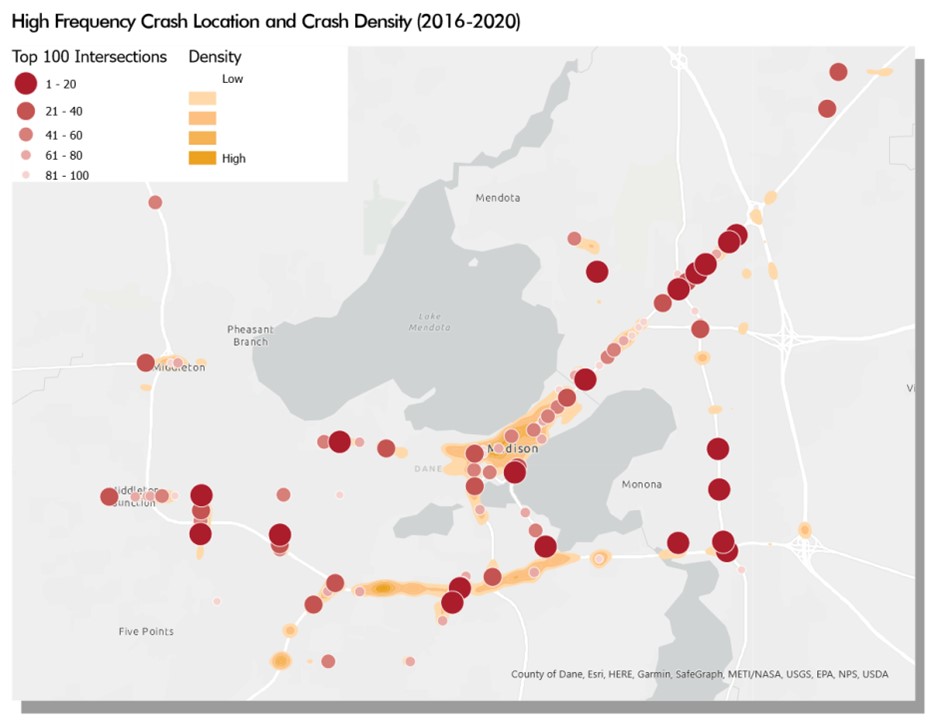 High Frequency Crash Location and Crash Density (2016-2020)
Top 100 Intersections
Density
1 - 20
21 - 40
41 - 60
61 - 80
81 - 100
Low
High
Mendota
Lake
Mendota
Pheasant
Branch
Middleton
Madison
DANE
Monona
Middleton
Junction
Five Points
County of Dane, Esri, HERE, Garmin, SafeGraph, METI/NASA, USGS, EPA, NPS, USDA